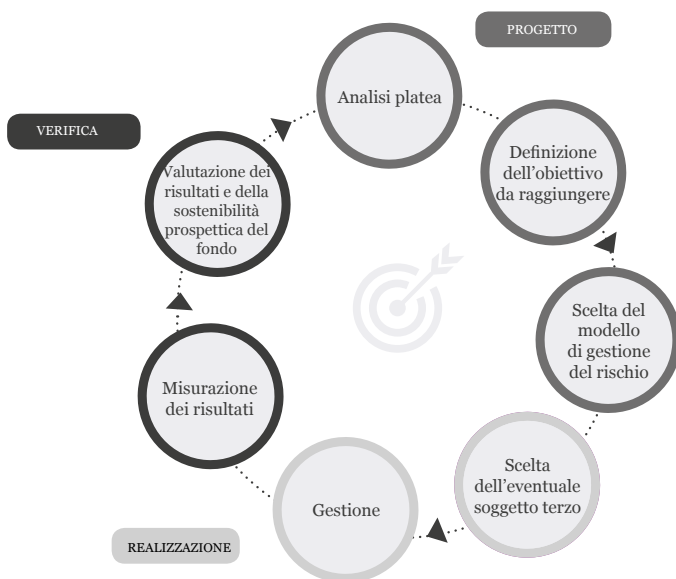 PROGETTO
Analisi platea
VERIFICA
Definizione
dell’obiettivo
da raggiungere
Valutazione dei
risultati e della
sostenibilità
prospettica del
fondo
Scelta del
modello
di gestione
del rischio
Misurazione
dei risultati
Scelta
dell’eventuale
soggetto terzo
Gestione
REALIZZAZIONE